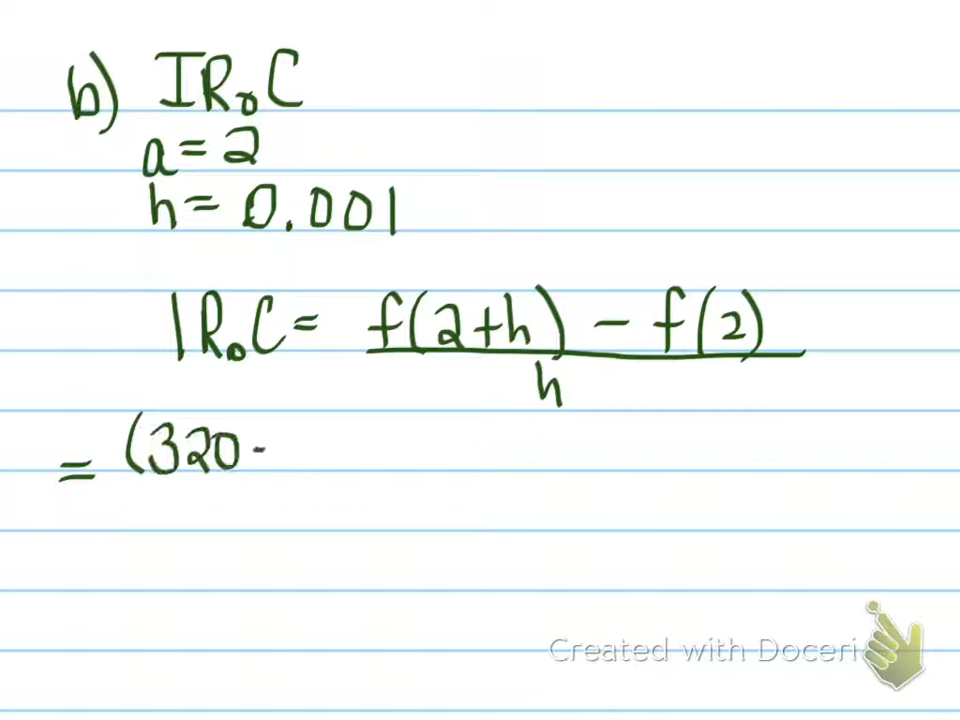 b) IRoC
a = 2
h = 0.001
IRoC = f(2+h) - f(2)
h
= (320 -
Created with Doceri